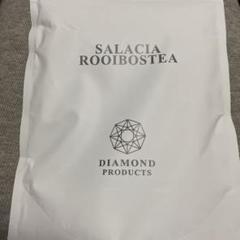 SALACIA
ROOIBOSTEA
DIAMOND
PRODUCTS